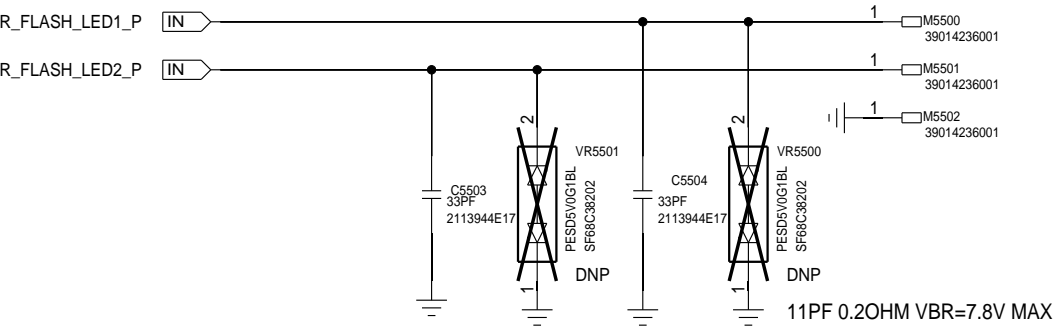 R_FLASH_LED1_P IN 1 M5500
39014236001
R_FLASH_LED2_P IN 1 M5501
39014236001
1 M5502
39014236001
2 2
VR5501 VR5500
C5503
33PF
2113944E17
PESD5V0G1BL
SF68C38202
C5504
33PF
2113944E17
PESD5V0G1BL
SF68C38202
DNP DNP
1 1
11PF 0.2OHM VBR=7.8V MAX